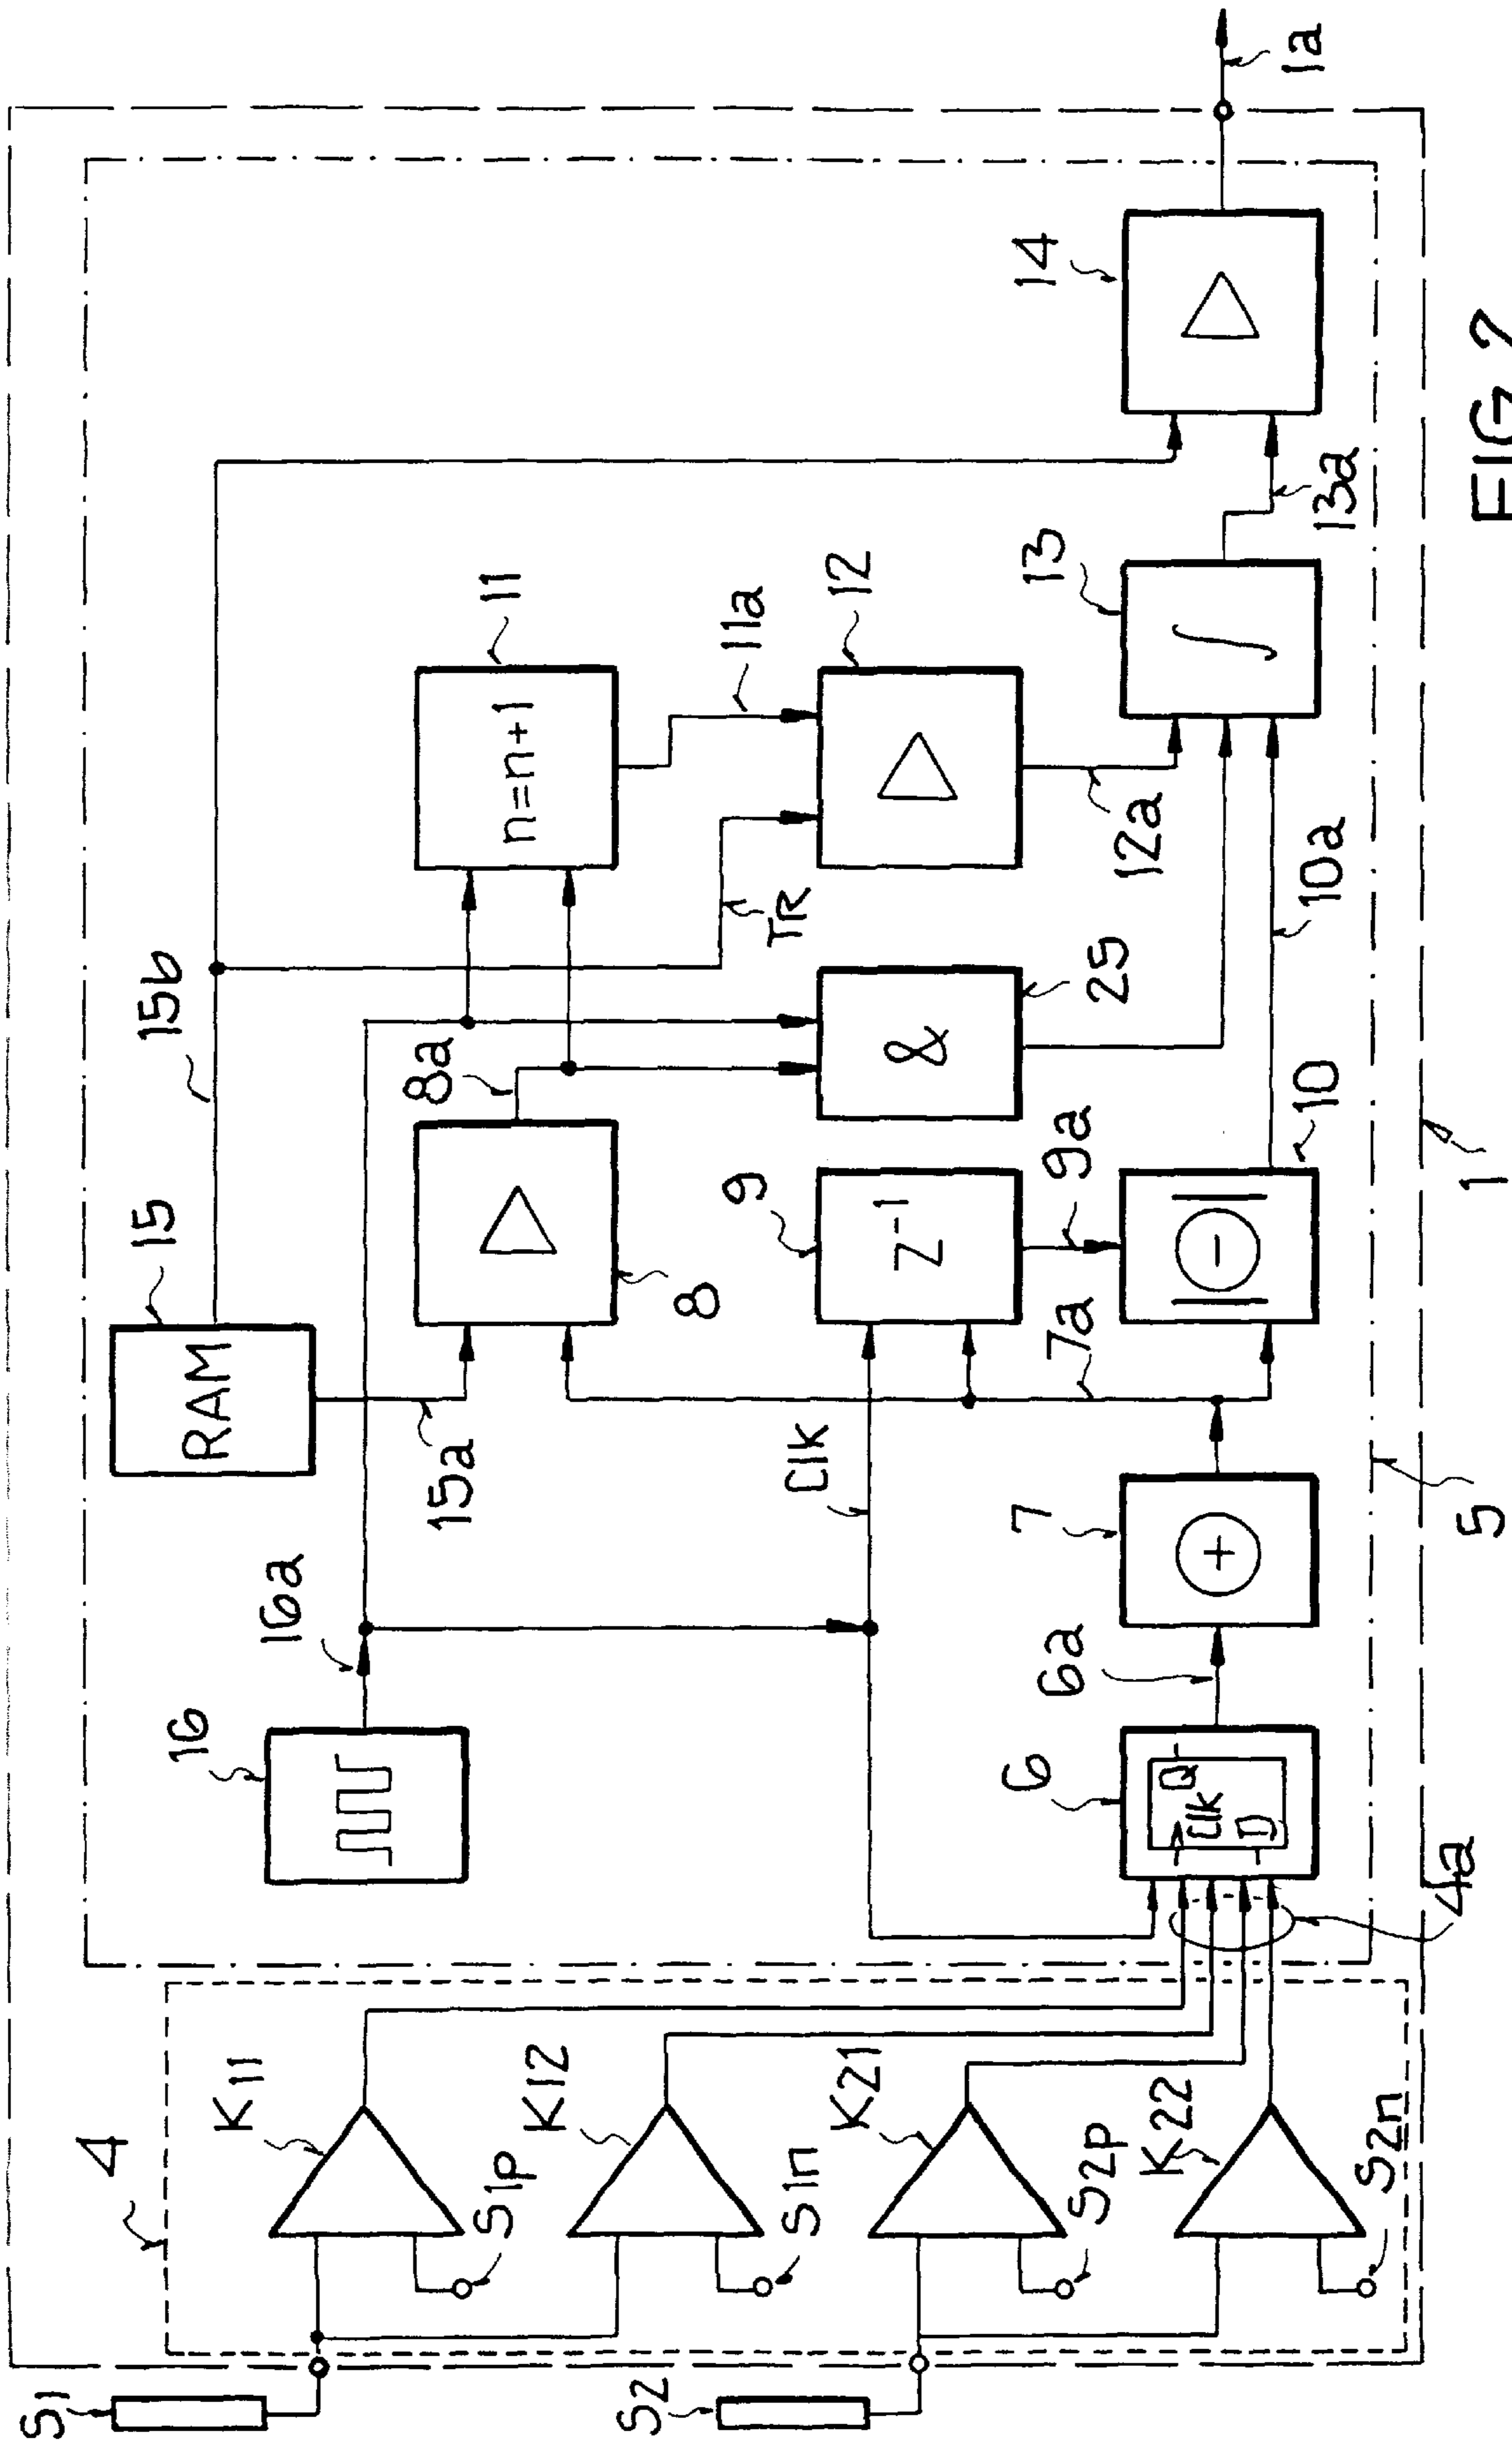 S1
S2
4
K11
S1p
K12
S1n
K21
S2p
K22
S2n
16
16a
RAM
15
15a
15b
8
8a
n=n+1
11
11a
TR
12
12a
Clk
Z⁻¹
9
9a
&
25
6
Q
Clk
D
4a
6a
+
7
7a
−
10
10a
∫
13
13a
14
1a
5
1